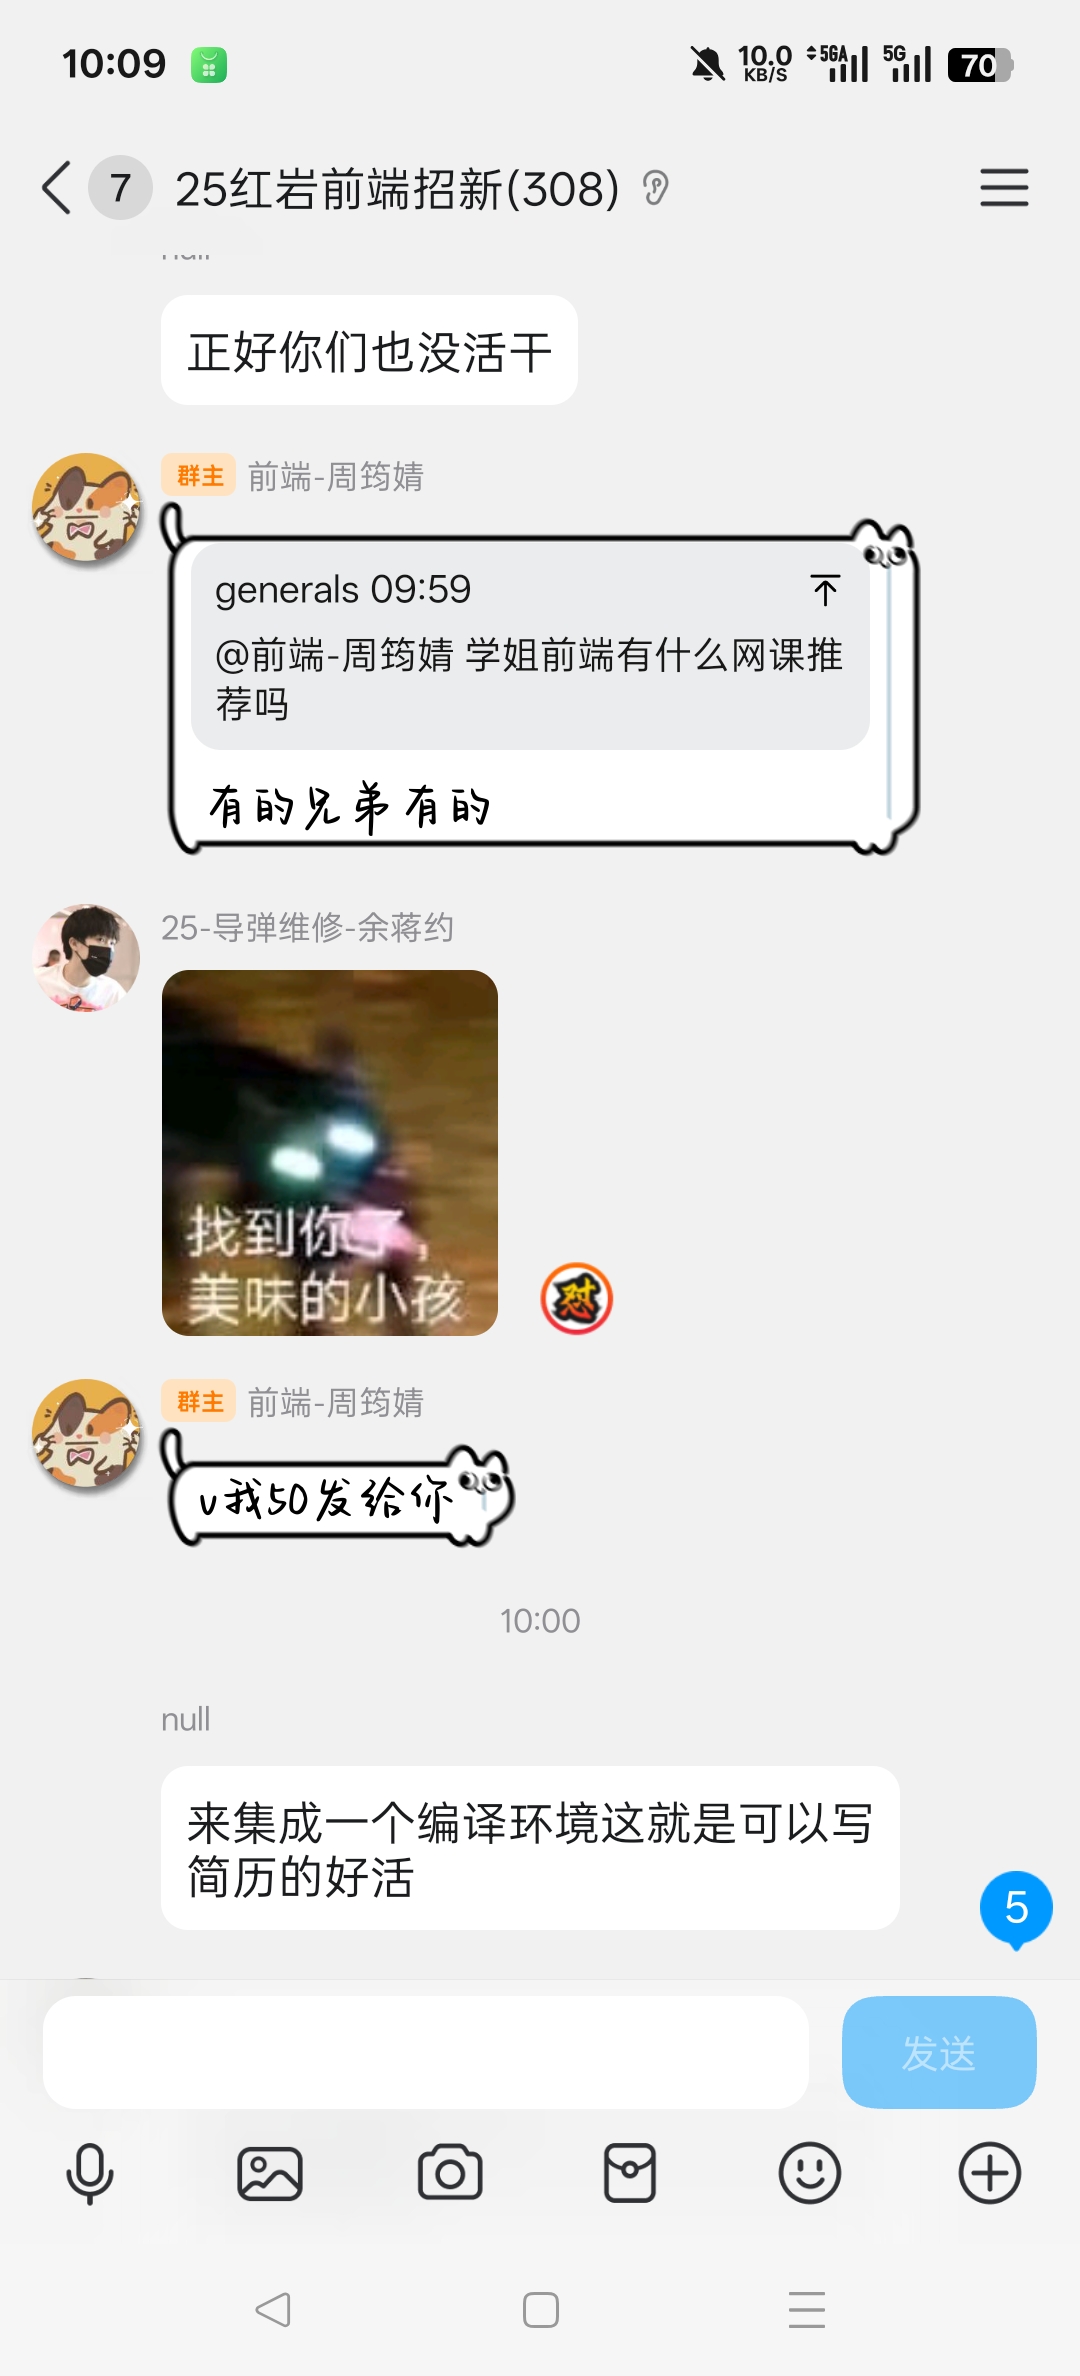 10:09
10.0
KB/S
5GA
5G
70
7
25红岩前端招新(308)
正好你们也没活干
群主 前端-周筠婧
generals 09:59
@前端-周筠婧 学姐前端有什么网课推
荐吗
有的兄弟有的
25-导弹维修-余蒋约
找到你了，
美味的小孩
怼
群主 前端-周筠婧
v我50发给你
10:00
null
来集成一个编译环境这就是可以写
简历的好活
5
发送